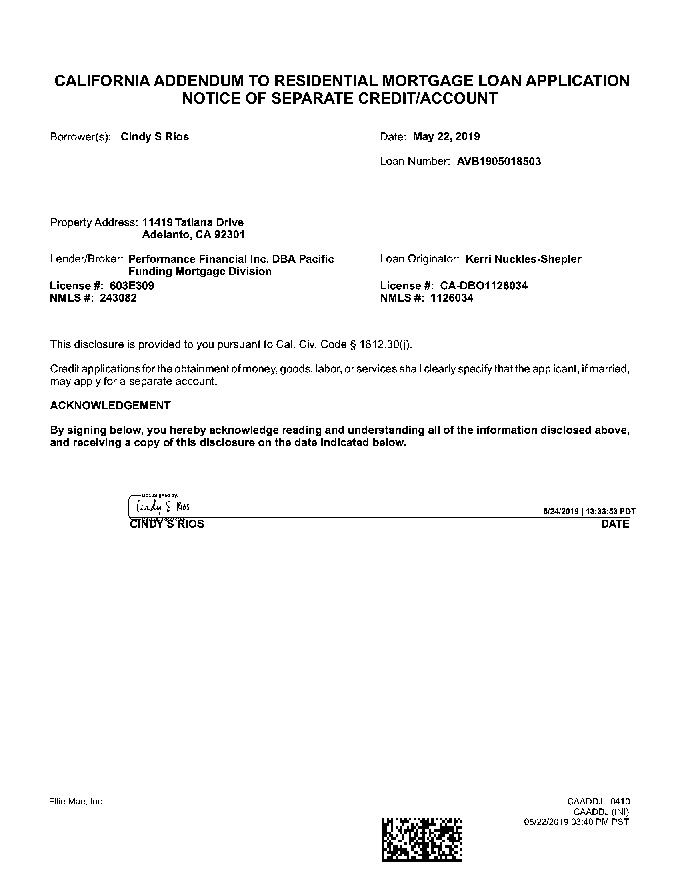 CALIFORNIA ADDENDUM TO RESIDENTIAL MORTGAGE LOAN APPLICATION
NOTICE OF SEPARATE CREDIT/ACCOUNT
Borrower(s): Cindy S Rios
Date: May 22, 2019
Loan Number: AVB1905018503
Property Address: 11419 Tatiana Drive
Adelanto, CA 92301
Lender/Broker: Performance Financial Inc. DBA Pacific
Funding Mortgage Division
License #: 603E309
NMLS #: 243082
Loan Originator: Kerri Nuckles-Shepler
License #: CA-DBO1126034
NMLS #: 1126034
This disclosure is provided to you pursuant to Cal. Civ. Code § 1812.30(j).
Credit applications for the obtainment of money, goods, labor, or services shall clearly specify that the applicant, if married,
may apply for a separate account.
ACKNOWLEDGEMENT
By signing below, you hereby acknowledge reading and understanding all of the information disclosed above,
and receiving a copy of this disclosure on the date indicated below.
DocuSigned by:
Cindy S Rios
5/24/2019 | 13:33:53 PDT
CINDY S RIOS
DATE
Ellie Mae, Inc.
CAADDJ 0410
CAADDJ (INI)
05/22/2019 03:40 PM PST